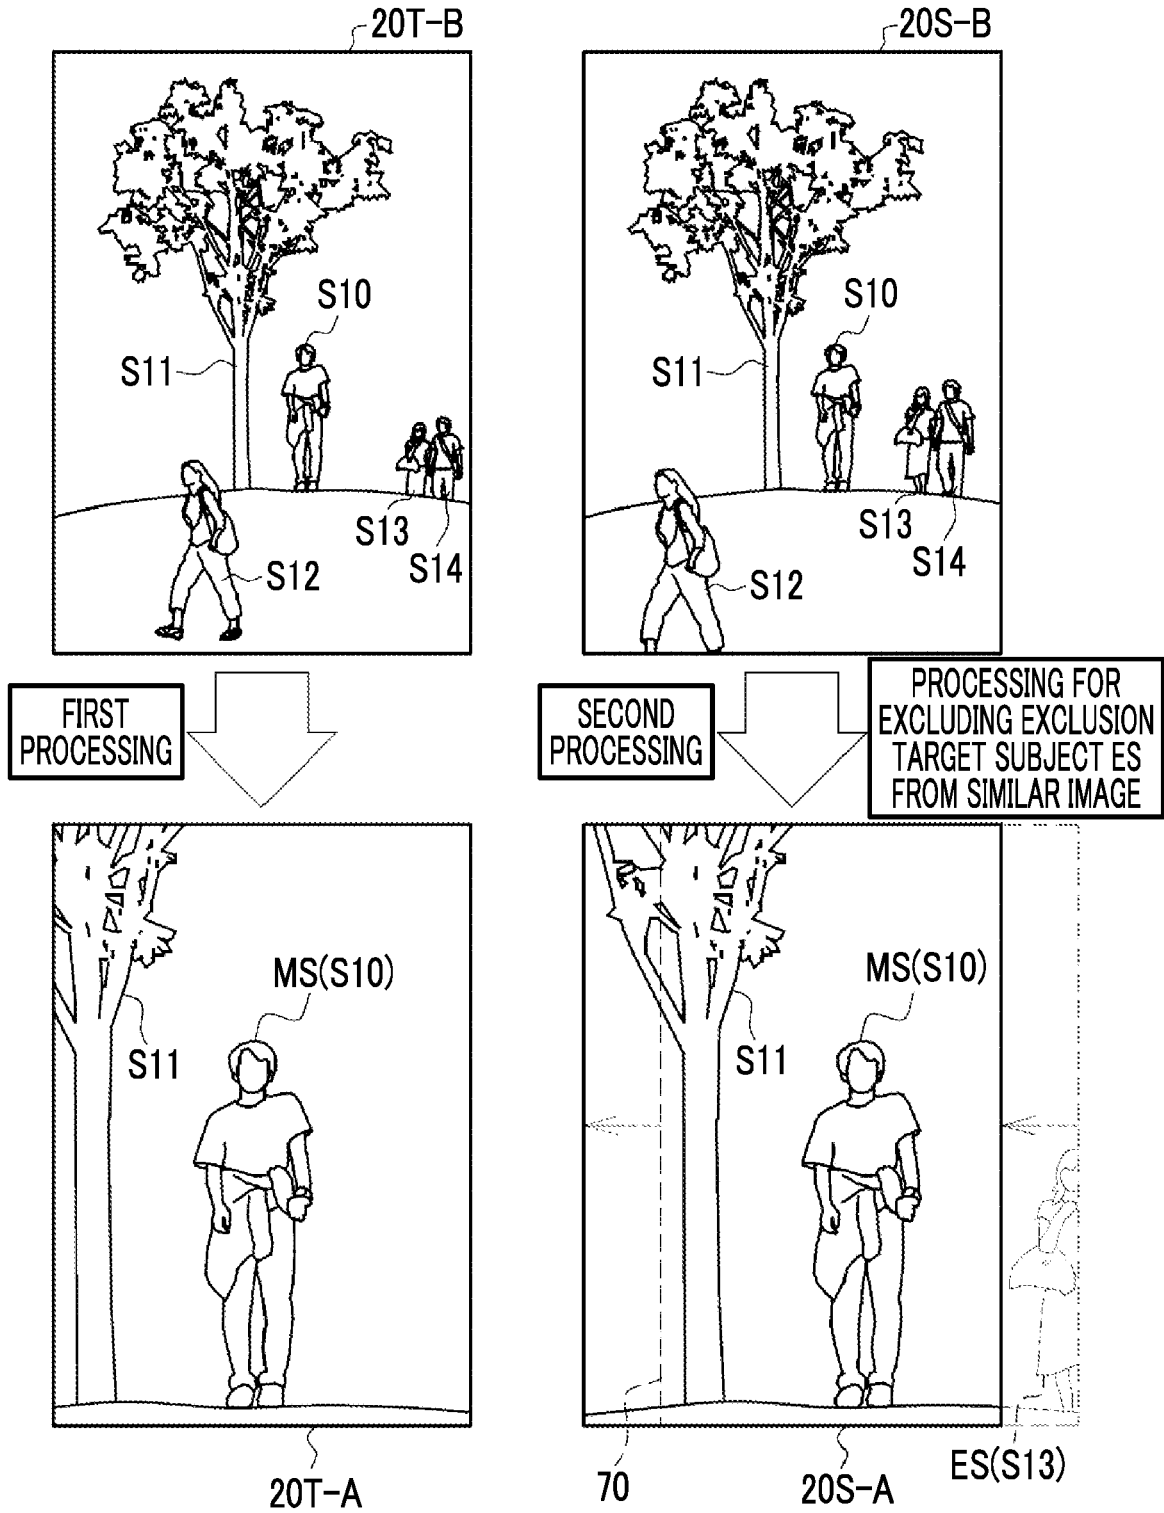 20T-B
20S-B
S10
S11
S13
S14
S12
S10
S11
S13
S14
S12
FIRST
PROCESSING
SECOND
PROCESSING
PROCESSING FOR
EXCLUDING EXCLUSION
TARGET SUBJECT ES
FROM SIMILAR IMAGE
MS(S10)
S11
20T-A
MS(S10)
S11
70
20S-A
ES(S13)